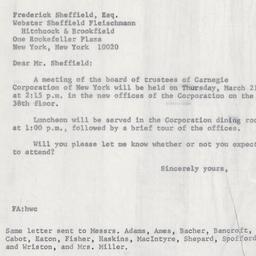 Frederick Sheffield, Esq.
Webster Sheffield Fleischmann
Hitchcock & Brookfield
One Rockefeller Plaza
New York, New York 10020
Dear Mr. Sheffield:
A meeting of the board of trustees of Carnegie
Corporation of New York will be held on Thursday, March 21
at 2:15 p.m. in the new offices of the Corporation on the
38th floor.
Luncheon will be served in the Corporation dining roo
at 1:00 p.m., followed by a brief tour of the offices.
Will you please let me know whether or not you expect
to attend?
Sincerely yours,
FA:hwc
Same letter sent to Messrs. Adams, Ames, Bacher, Bancroft,
Cabot, Eaton, Fisher, Haskins, MacIntyre, Shepard, Spofford
and Wriston, and Mrs. Miller.